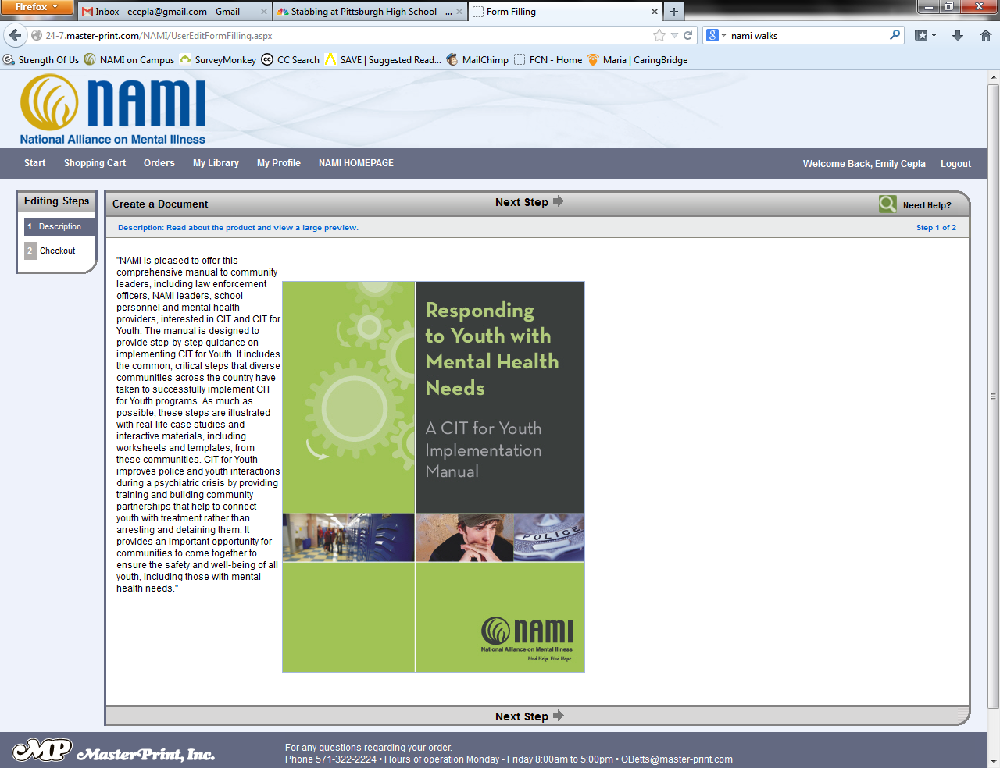 Firefox
Inbox - ecepla@gmail.com - Gmail
Stabbing at Pittsburgh High School - ...
Form Filling
24-7.master-print.com/NAMI/UserEditFormFilling.aspx
nami walks
Strength Of Us
NAMI on Campus
SurveyMonkey
CC Search
SAVE | Suggested Read...
MailChimp
FCN - Home
Maria | CaringBridge
NAMI
National Alliance on Mental Illness
Start
Shopping Cart
Orders
My Library
My Profile
NAMI HOMEPAGE
Welcome Back, Emily Cepla
Logout
Editing Steps
1 Description
2 Checkout
Create a Document
Next Step
Need Help?
Description: Read about the product and view a large preview.
Step 1 of 2
"NAMI is pleased to offer this
comprehensive manual to community
leaders, including law enforcement
officers, NAMI leaders, school
personnel and mental health
providers, interested in CIT and CIT for
Youth. The manual is designed to
provide step-by-step guidance on
implementing CIT for Youth. It includes
the common, critical steps that diverse
communities across the country have
taken to successfully implement CIT
for Youth programs. As much as
possible, these steps are illustrated
with real-life case studies and
interactive materials, including
worksheets and templates, from
these communities. CIT for Youth
improves police and youth interactions
during a psychiatric crisis by providing
training and building community
partnerships that help to connect
youth with treatment rather than
arresting and detaining them. It
provides an important opportunity for
communities to come together to
ensure the safety and well-being of all
youth, including those with mental
health needs."
Responding
to Youth with
Mental Health
Needs
A CIT for Youth
Implementation
Manual
POLICE
NAMI
National Alliance on Mental Illness
Find Help. Find Hope.
Next Step
MP MasterPrint, Inc.
For any questions regarding your order.
Phone 571-322-2224 • Hours of operation Monday - Friday 8:00am to 5:00pm • OBetts@master-print.com